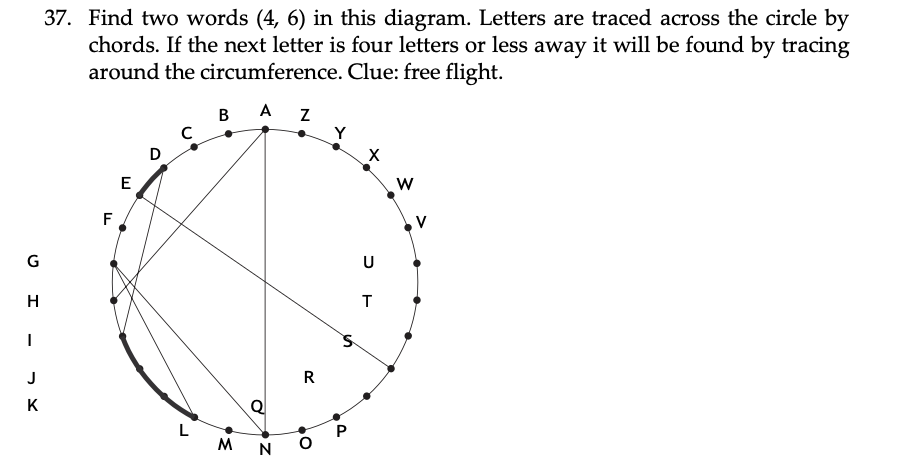 37. Find two words (4, 6) in this diagram. Letters are traced across the circle by
chords. If the next letter is four letters or less away it will be found by tracing
around the circumference. Clue: free flight.
B A Z
C Y
D X
E W
F V
G U
H T
I S
J R
K Q
L P
M N O